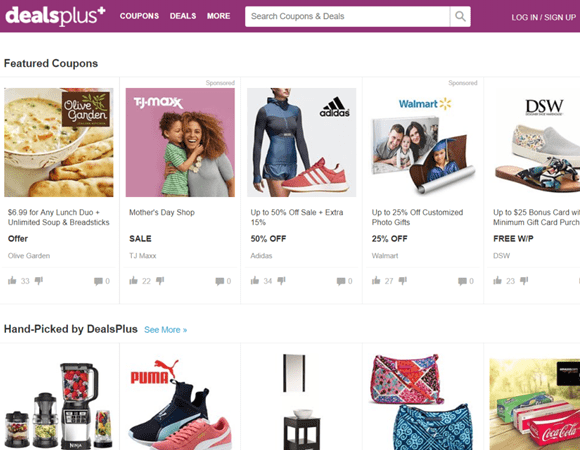 dealsplus+
COUPONS DEALS MORE
Search Coupons & Deals
LOG IN / SIGN UP
Featured Coupons
Sponsored
Sponsored
Olive Garden
T·J·maxx
adidas
Walmart
DSW
$6.99 for Any Lunch Duo +
Unlimited Soup & Breadsticks
Offer
Olive Garden
33
0
Mother's Day Shop
SALE
TJ Maxx
22
0
Up to 50% Off Sale + Extra
15%
50% OFF
Adidas
34
0
Up to 25% Off Customized
Photo Gifts
25% OFF
Walmart
27
0
Up to $25 Bonus Card wi
Minimum Gift Card Purch
FREE W/P
DSW
23
Hand-Picked by DealsPlus See More »
NINJA
PUMA
Coca-Cola